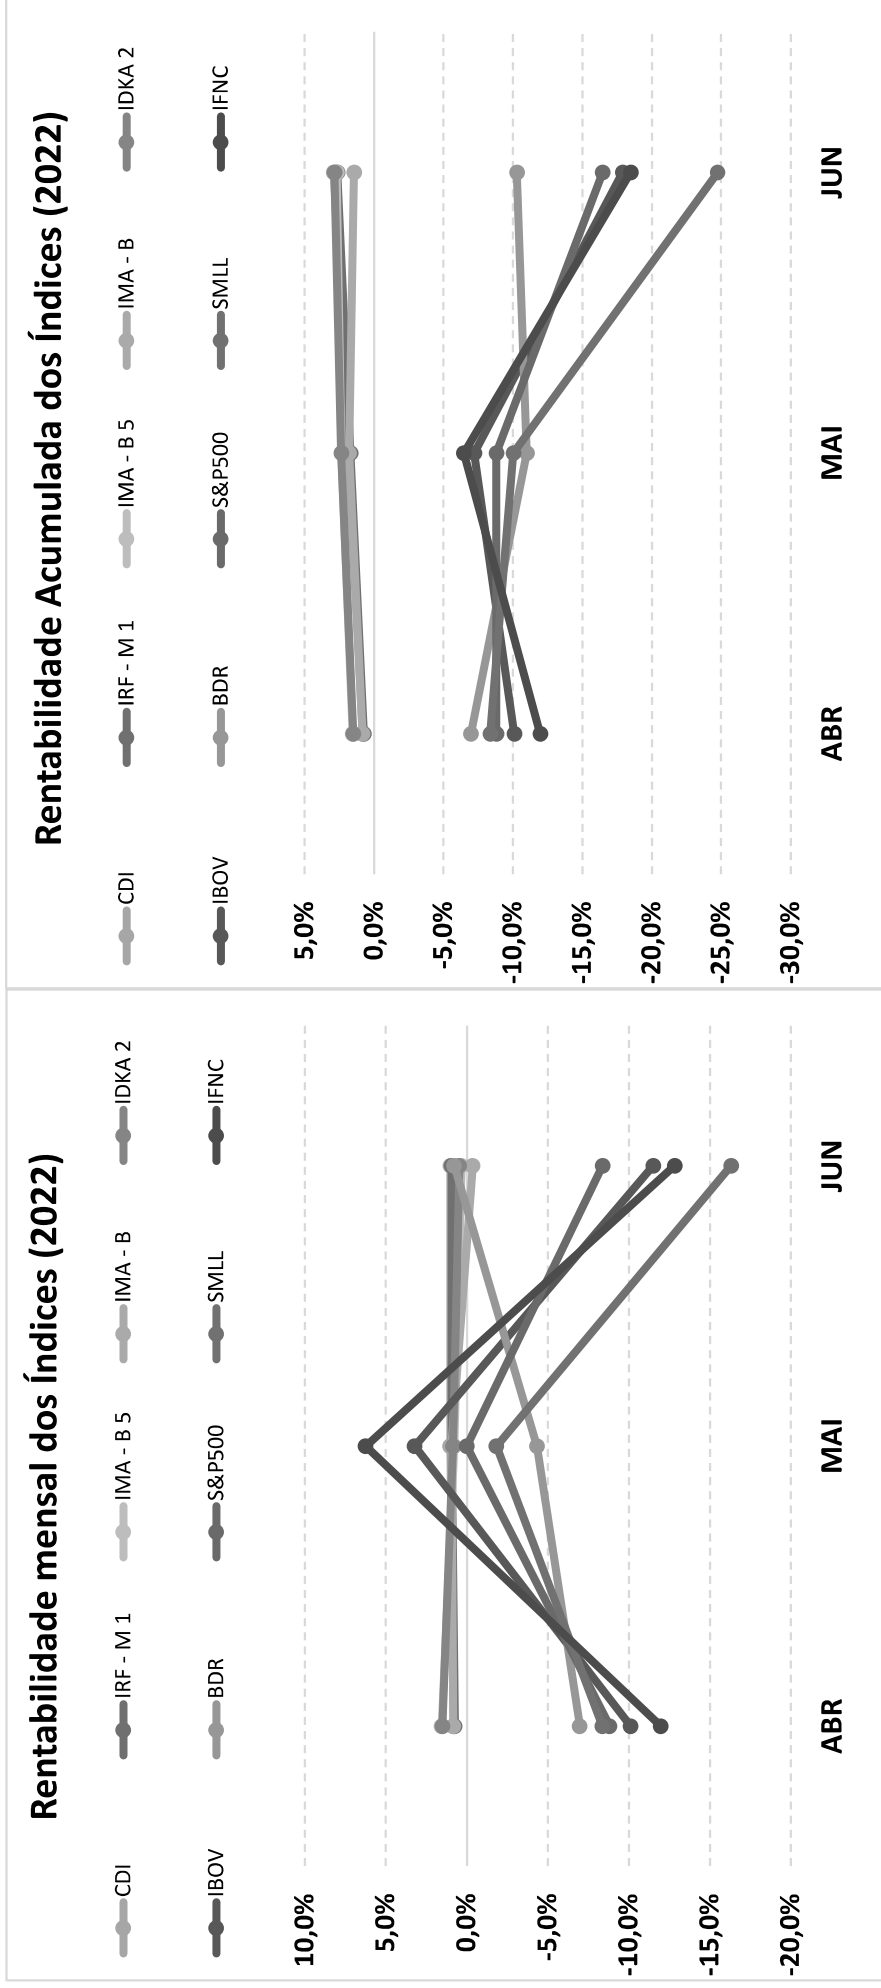 Rentabilidade mensal dos Índices (2022)
CDI IRF - M 1 IMA - B 5 IMA - B IDKA 2
IBOV BDR S&P500 SMLL IFNC
10,0%
5,0%
0,0%
-5,0%
-10,0%
-15,0%
-20,0%
ABR MAI JUN
Rentabilidade Acumulada dos Índices (2022)
CDI IRF - M 1 IMA - B 5 IMA - B IDKA 2
IBOV BDR S&P500 SMLL IFNC
5,0%
0,0%
-5,0%
-10,0%
-15,0%
-20,0%
-25,0%
-30,0%
ABR MAI JUN